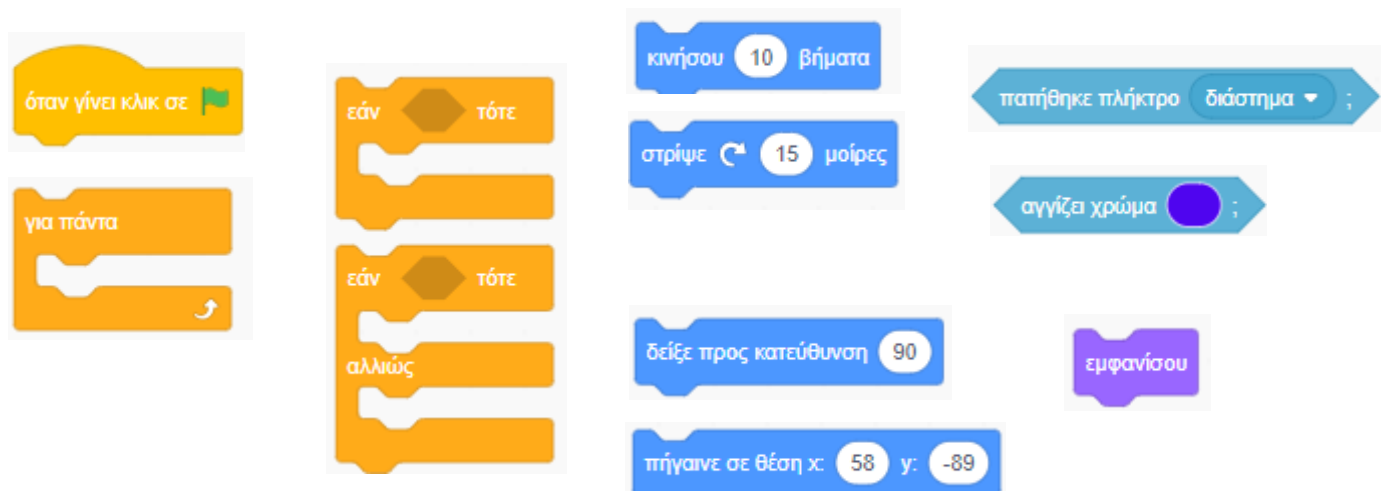 όταν γίνει κλικ σε
για πάντα
εάν τότε
εάν τότε
αλλιώς
κινήσου 10 βήματα
στρίψε 15 μοίρες
δείξε προς κατεύθυνση 90
πήγαινε σε θέση x: 58 y: -89
πατήθηκε πλήκτρο διάστημα ;
αγγίζει χρώμα ;
εμφανίσου